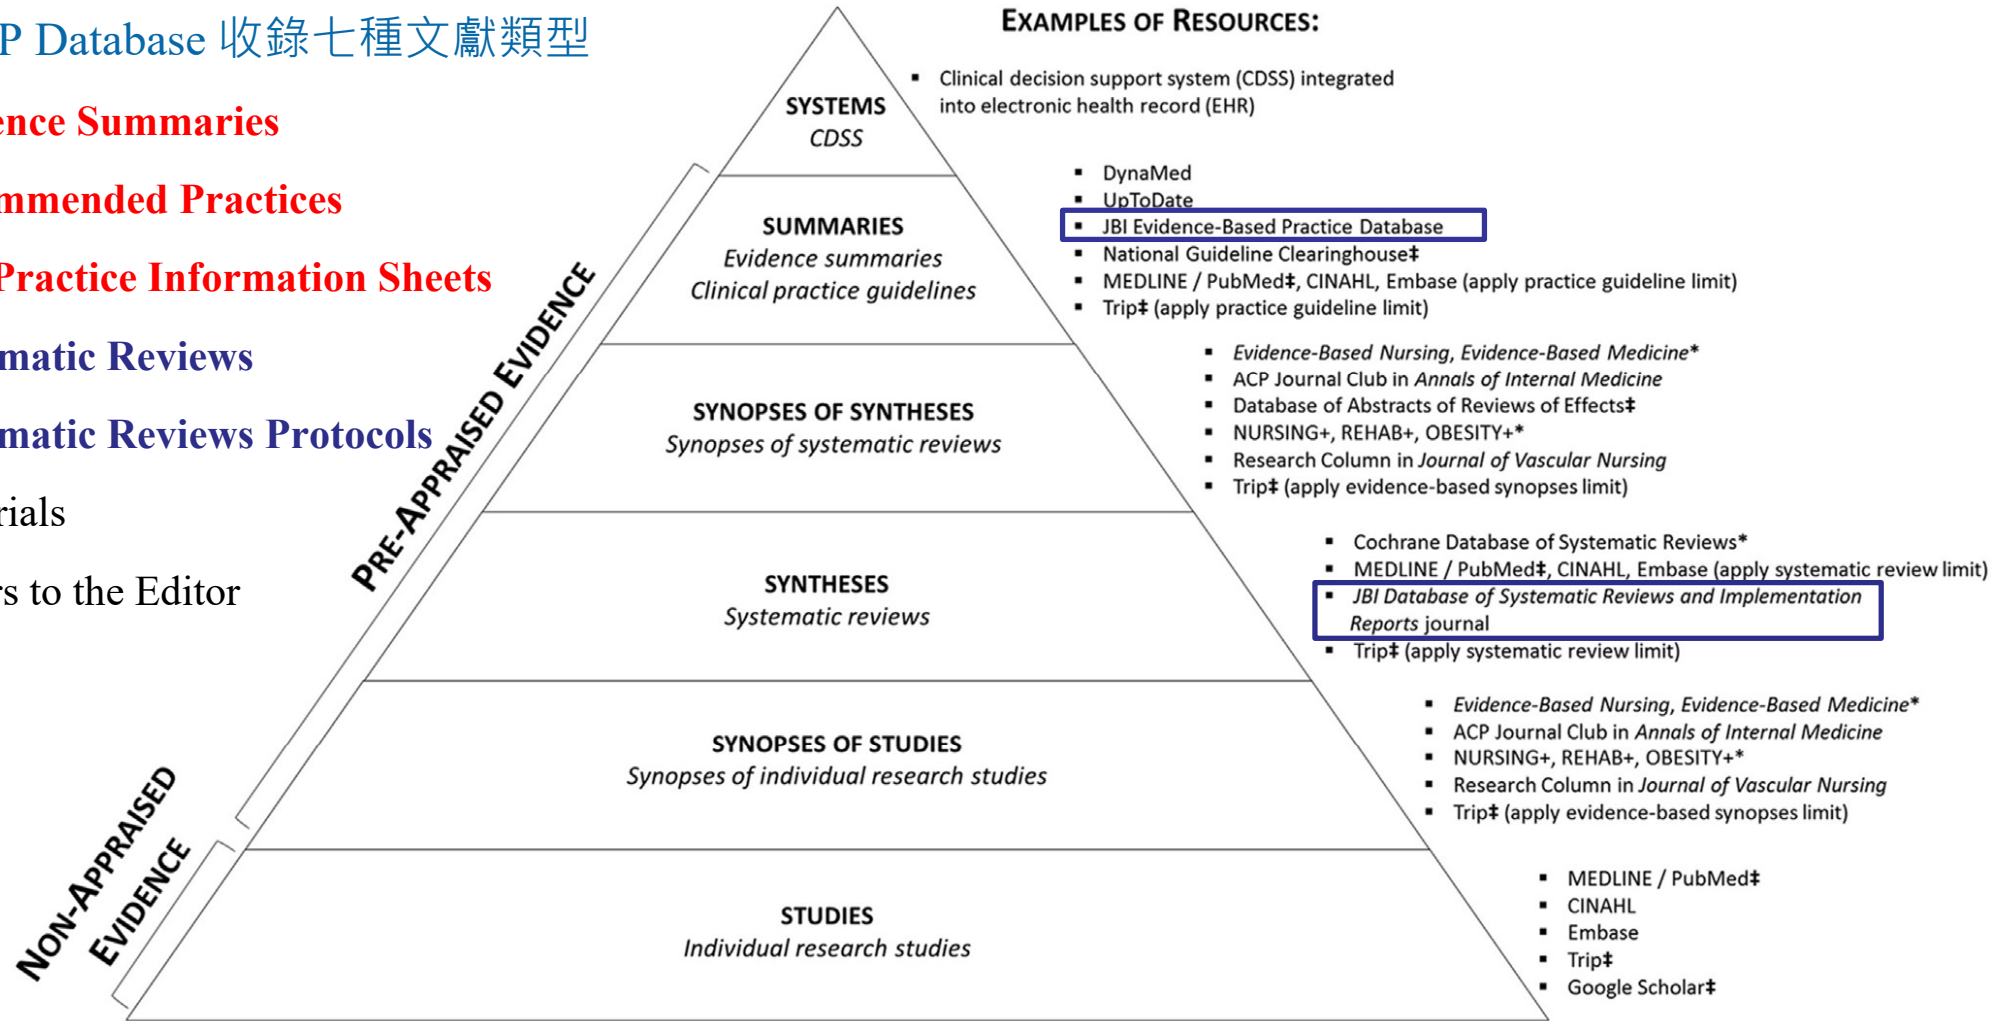 P Database 收錄七種文獻類型
ence Summaries
mmended Practices
Practice Information Sheets
matic Reviews
matic Reviews Protocols
rials
rs to the Editor
PRE-APPRAISED EVIDENCE
NON-APPRAISED
EVIDENCE
SYSTEMS
CDSS
SUMMARIES
Evidence summaries
Clinical practice guidelines
SYNOPSES OF SYNTHESES
Synopses of systematic reviews
SYNTHESES
Systematic reviews
SYNOPSES OF STUDIES
Synopses of individual research studies
STUDIES
Individual research studies
EXAMPLES OF RESOURCES:
▪ Clinical decision support system (CDSS) integrated
into electronic health record (EHR)
▪ DynaMed
▪ UpToDate
▪ JBI Evidence-Based Practice Database
▪ National Guideline Clearinghouse‡
▪ MEDLINE / PubMed‡, CINAHL, Embase (apply practice guideline limit)
▪ Trip‡ (apply practice guideline limit)
▪ Evidence-Based Nursing, Evidence-Based Medicine*
▪ ACP Journal Club in Annals of Internal Medicine
▪ Database of Abstracts of Reviews of Effects‡
▪ NURSING+, REHAB+, OBESITY+*
▪ Research Column in Journal of Vascular Nursing
▪ Trip‡ (apply evidence-based synopses limit)
▪ Cochrane Database of Systematic Reviews*
▪ MEDLINE / PubMed‡, CINAHL, Embase (apply systematic review limit)
▪ JBI Database of Systematic Reviews and Implementation
Reports journal
▪ Trip‡ (apply systematic review limit)
▪ Evidence-Based Nursing, Evidence-Based Medicine*
▪ ACP Journal Club in Annals of Internal Medicine
▪ NURSING+, REHAB+, OBESITY+*
▪ Research Column in Journal of Vascular Nursing
▪ Trip‡ (apply evidence-based synopses limit)
▪ MEDLINE / PubMed‡
▪ CINAHL
▪ Embase
▪ Trip‡
▪ Google Scholar‡